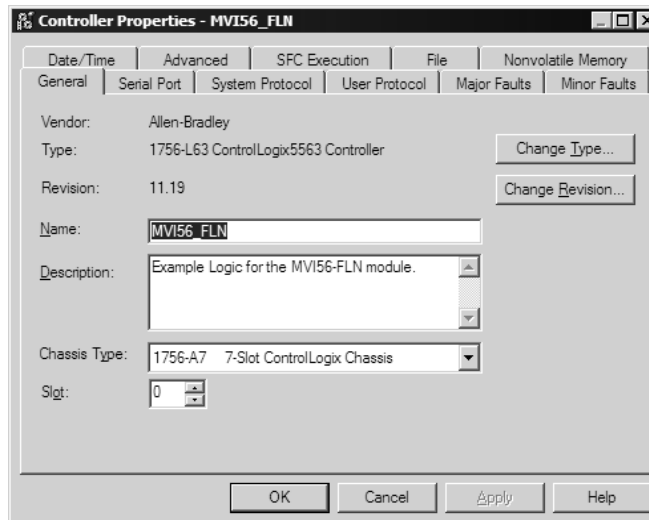 Controller Properties - MVI56_FLN
Date/Time Advanced SFC Execution File Nonvolatile Memory
General Serial Port System Protocol User Protocol Major Faults Minor Faults
Vendor: Allen-Bradley
Type: 1756-L63 ControlLogix5563 Controller Change Type...
Revision: 11.19 Change Revision...
Name: MVI56_FLN
Description: Example Logic for the MVI56-FLN module.
Chassis Type: 1756-A7 7-Slot ControlLogix Chassis
Slot: 0
OK Cancel Apply Help